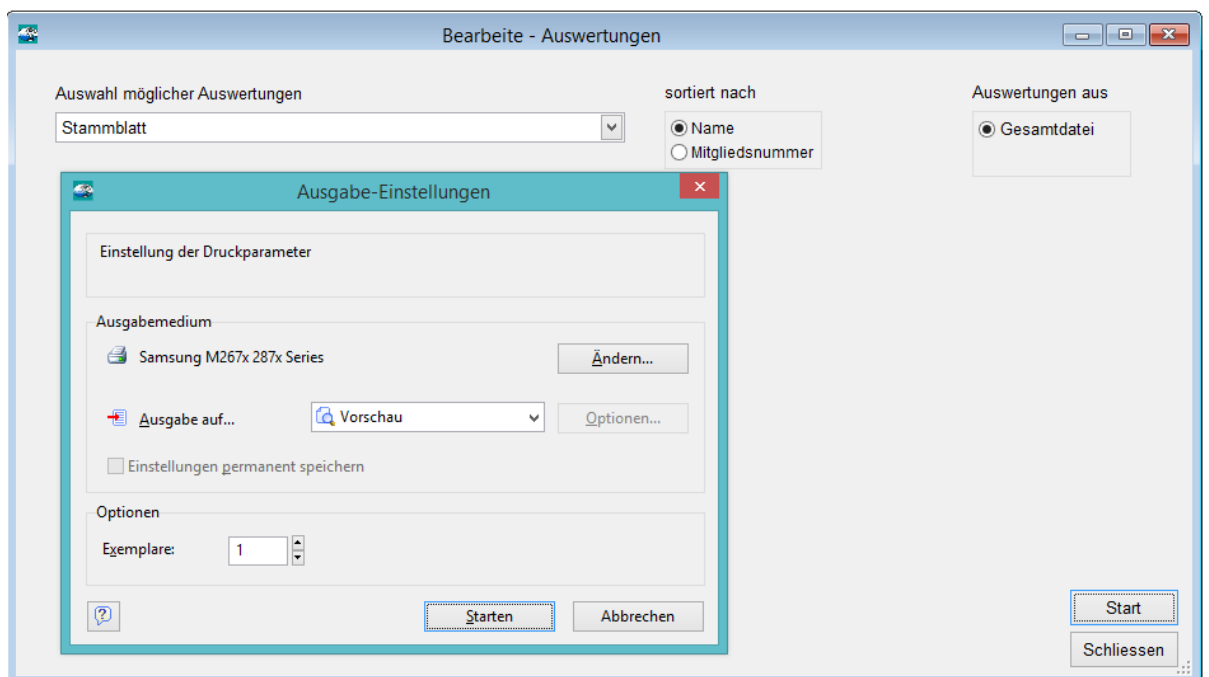 Bearbeite - Auswertungen
Auswahl möglicher Auswertungen
Stammblatt
sortiert nach
Name
Mitgliedsnummer
Auswertungen aus
Gesamtdatei
Ausgabe-Einstellungen
Einstellung der Druckparameter
Ausgabemedium
Samsung M267x 287x Series
Ändern...
Ausgabe auf...
Vorschau
Optionen...
Einstellungen permanent speichern
Optionen
Exemplare:
1
Starten
Abbrechen
Start
Schliessen